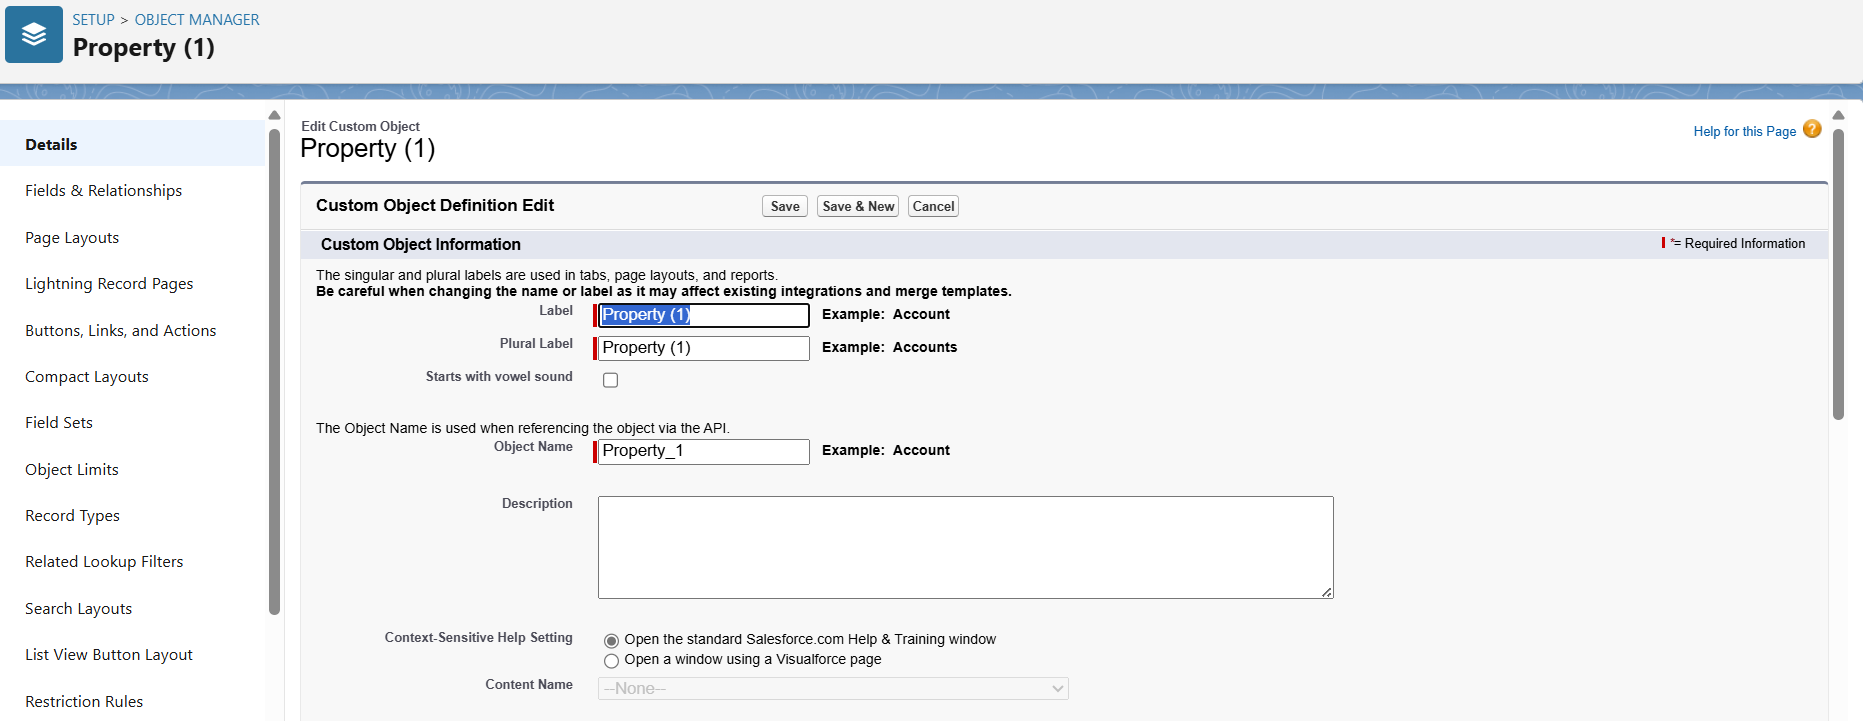 SETUP > OBJECT MANAGER
Property (1)
Details
Fields & Relationships
Page Layouts
Lightning Record Pages
Buttons, Links, and Actions
Compact Layouts
Field Sets
Object Limits
Record Types
Related Lookup Filters
Search Layouts
List View Button Layout
Restriction Rules
Edit Custom Object
Property (1)
Help for this Page ?
Custom Object Definition Edit Save Save & New Cancel
Custom Object Information *= Required Information
The singular and plural labels are used in tabs, page layouts, and reports.
Be careful when changing the name or label as it may affect existing integrations and merge templates.
Label Property (1) Example: Account
Plural Label Property (1) Example: Accounts
Starts with vowel sound
The Object Name is used when referencing the object via the API.
Object Name Property_1 Example: Account
Description
Context-Sensitive Help Setting Open the standard Salesforce.com Help & Training window
Open a window using a Visualforce page
Content Name --None--